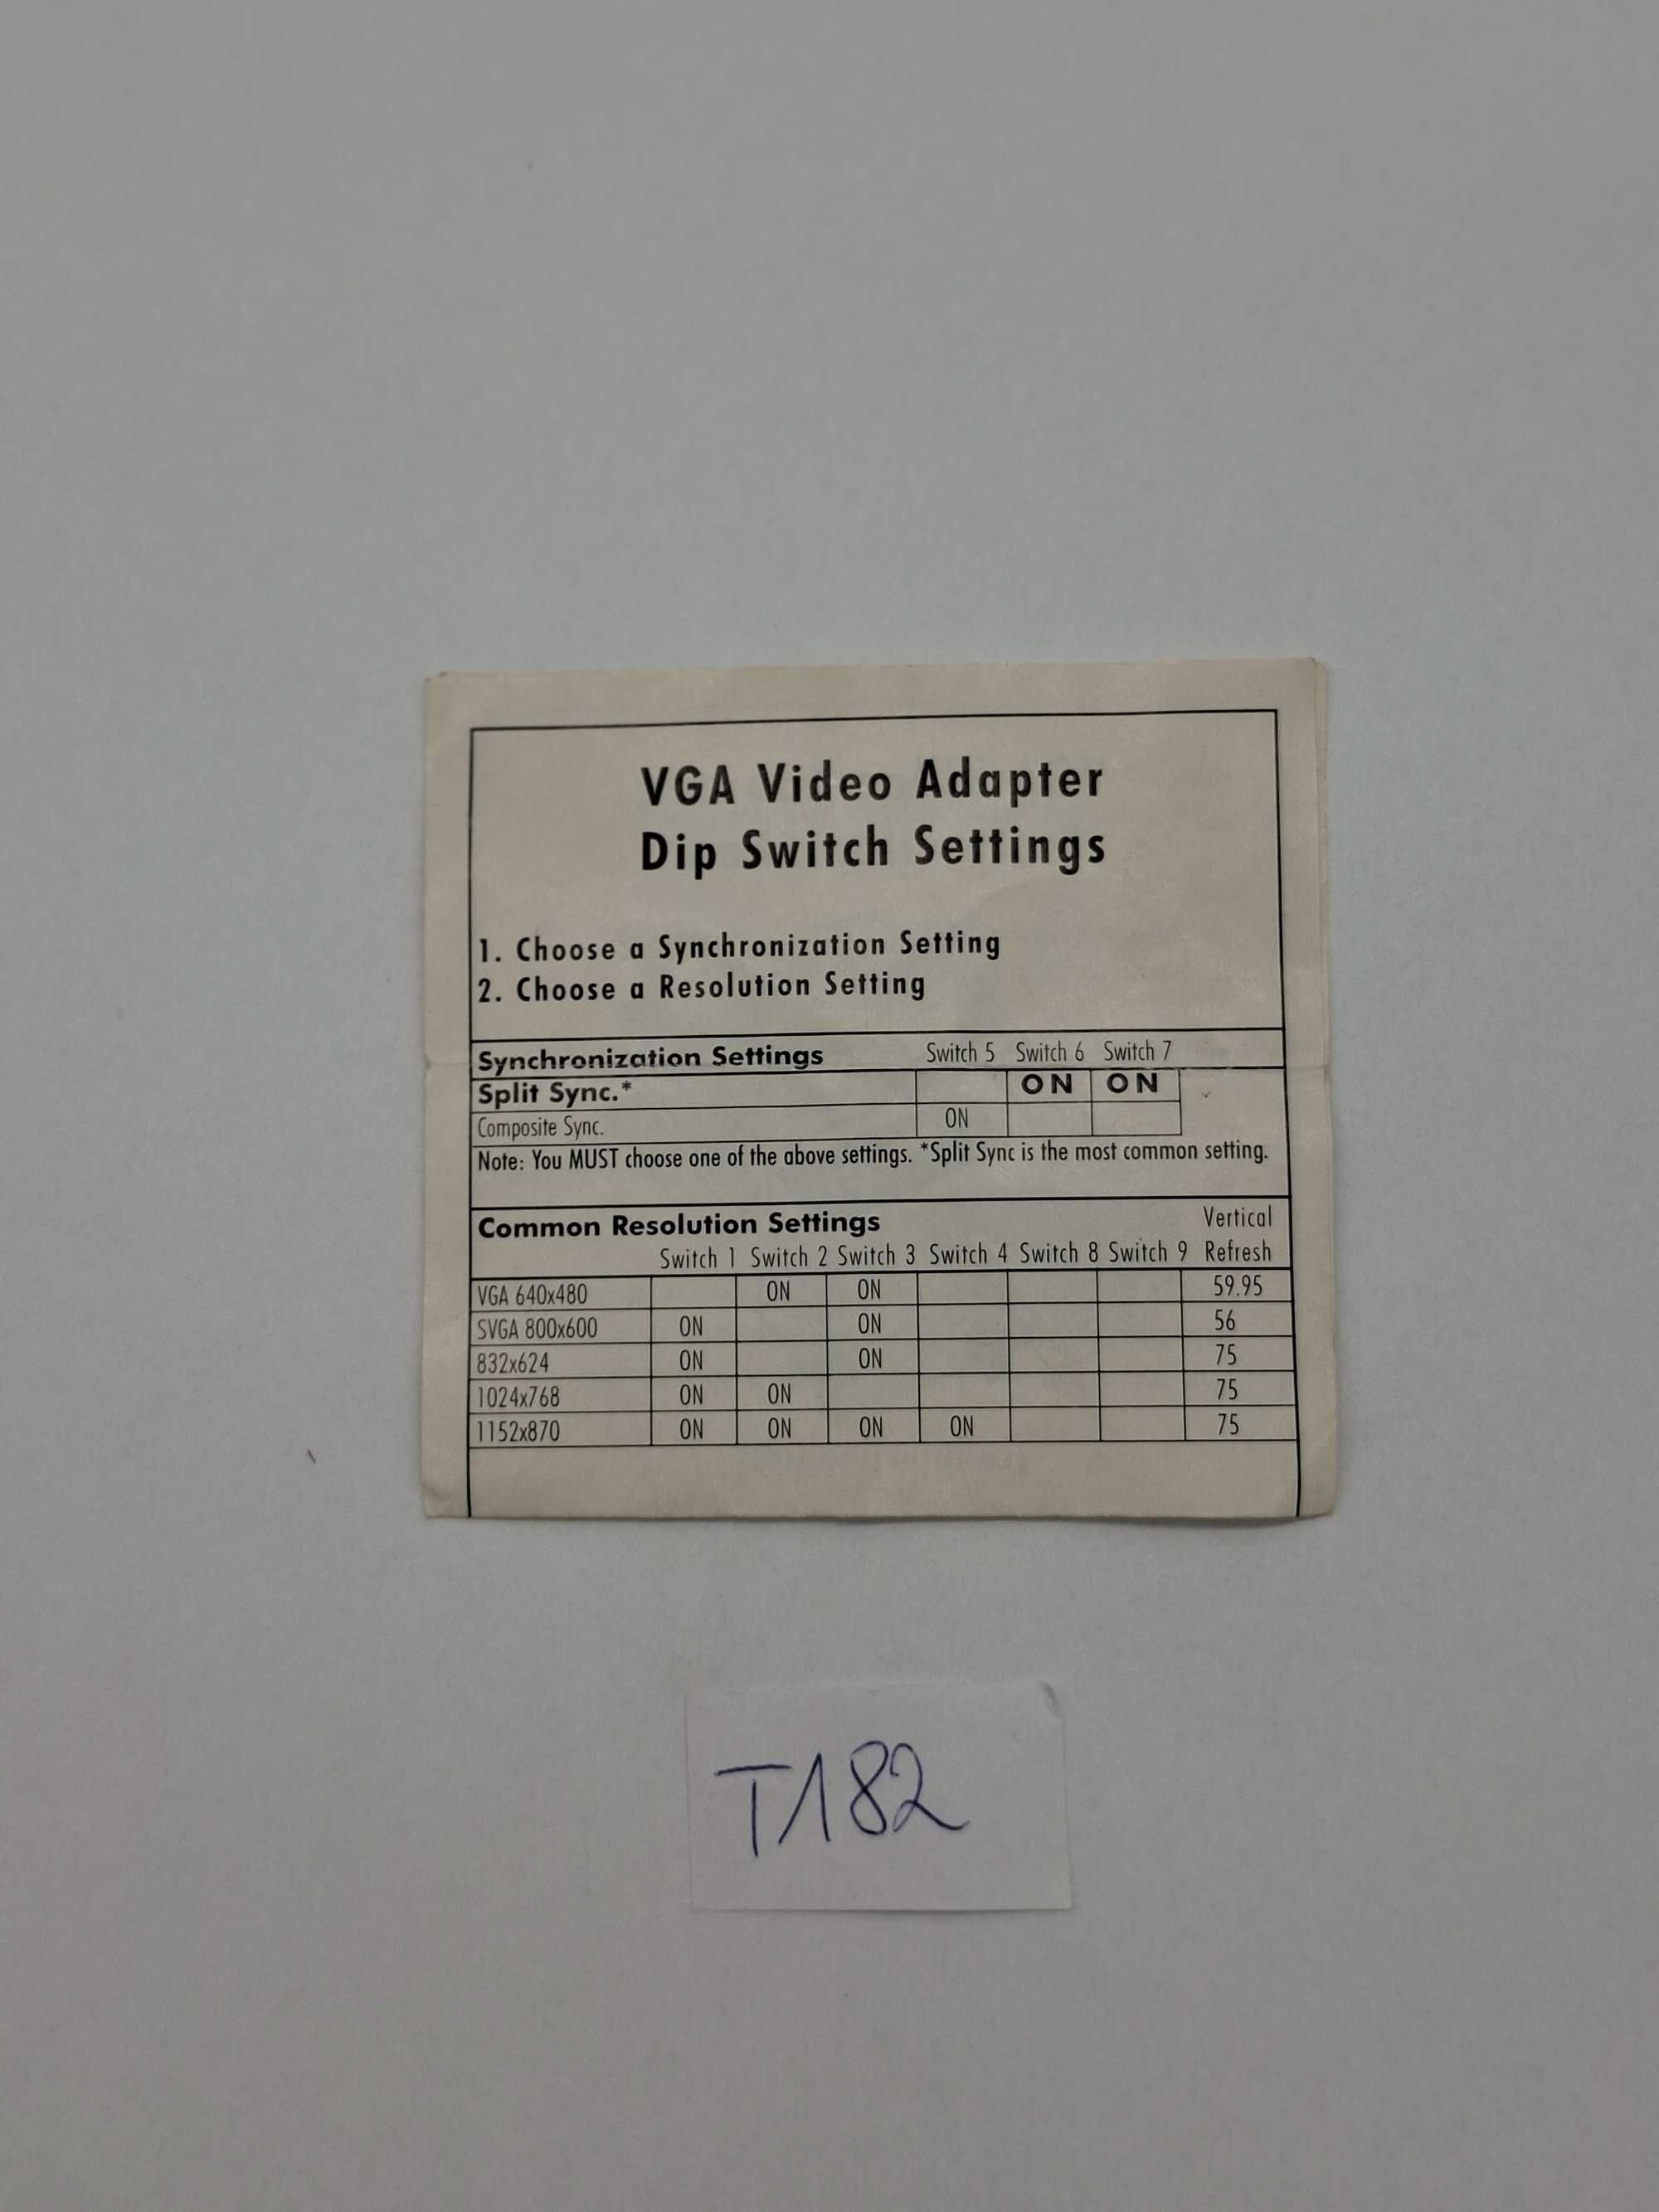 VGA Video Adapter
Dip Switch Settings
1. Choose a Synchronization Setting
2. Choose a Resolution Setting
Synchronization Settings Switch 5 Switch 6 Switch 7
Split Sync.* ON ON
Composite Sync. ON
Note: You MUST choose one of the above settings. *Split Sync is the most common setting.
Common Resolution Settings Vertical
Switch 1 Switch 2 Switch 3 Switch 4 Switch 8 Switch 9 Refresh
VGA 640x480 ON ON 59.95
SVGA 800x600 ON ON 56
832x624 ON ON 75
1024x768 ON ON 75
1152x870 ON ON ON ON 75
T182